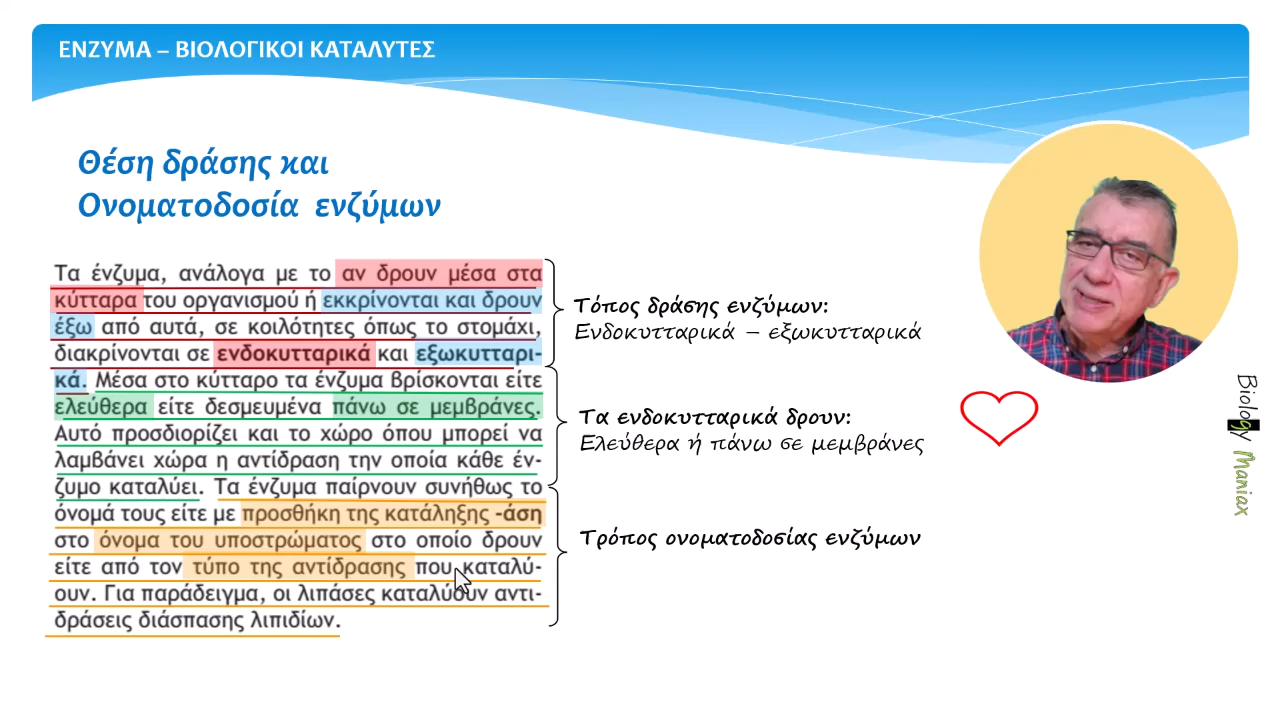 ΕΝΖΥΜΑ – ΒΙΟΛΟΓΙΚΟΙ ΚΑΤΑΛΥΤΕΣ
Θέση δράσης και
Ονοματοδοσία ενζύμων
Τα ένζυμα, ανάλογα με το αν δρουν μέσα στα
κύτταρα του οργανισμού ή εκκρίνονται και δρουν
έξω από αυτά, σε κοιλότητες όπως το στομάχι,
διακρίνονται σε ενδοκυτταρικά και εξωκυτταρι-
κά. Μέσα στο κύτταρο τα ένζυμα βρίσκονται είτε
ελεύθερα είτε δεσμευμένα πάνω σε μεμβράνες.
Αυτό προσδιορίζει και το χώρο όπου μπορεί να
λαμβάνει χώρα η αντίδραση την οποία κάθε έν-
ζυμο καταλύει. Τα ένζυμα παίρνουν συνήθως το
όνομά τους είτε με προσθήκη της κατάληξης -άση
στο όνομα του υποστρώματος στο οποίο δρουν
είτε από τον τύπο της αντίδρασης που καταλύ-
ουν. Για παράδειγμα, οι λιπάσες καταλύουν αντι-
δράσεις διάσπασης λιπιδίων.
Τόπος δράσης ενζύμων:
Ενδοκυτταρικά – εξωκυτταρικά
Τα ενδοκυτταρικά δρουν:
Ελεύθερα ή πάνω σε μεμβράνες
Τρόπος ονοματοδοσίας ενζύμων
Biology Maniax